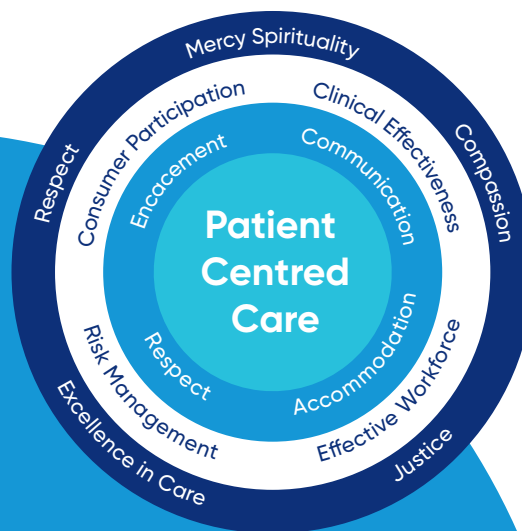 Mercy Spirituality
Compassion
Justice
Excellence in Care
Respect
Consumer Participation
Clinical Effectiveness
Effective Workforce
Risk Management
Encacement
Communication
Accommodation
Respect
Patient
Centred
Care